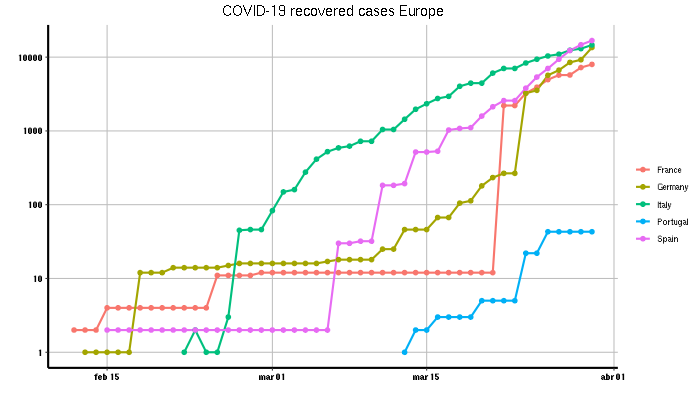 COVID-19 recovered cases Europe
10000
1000
100
10
1
feb 15
mar 01
mar 15
abr 01
France
Germany
Italy
Portugal
Spain